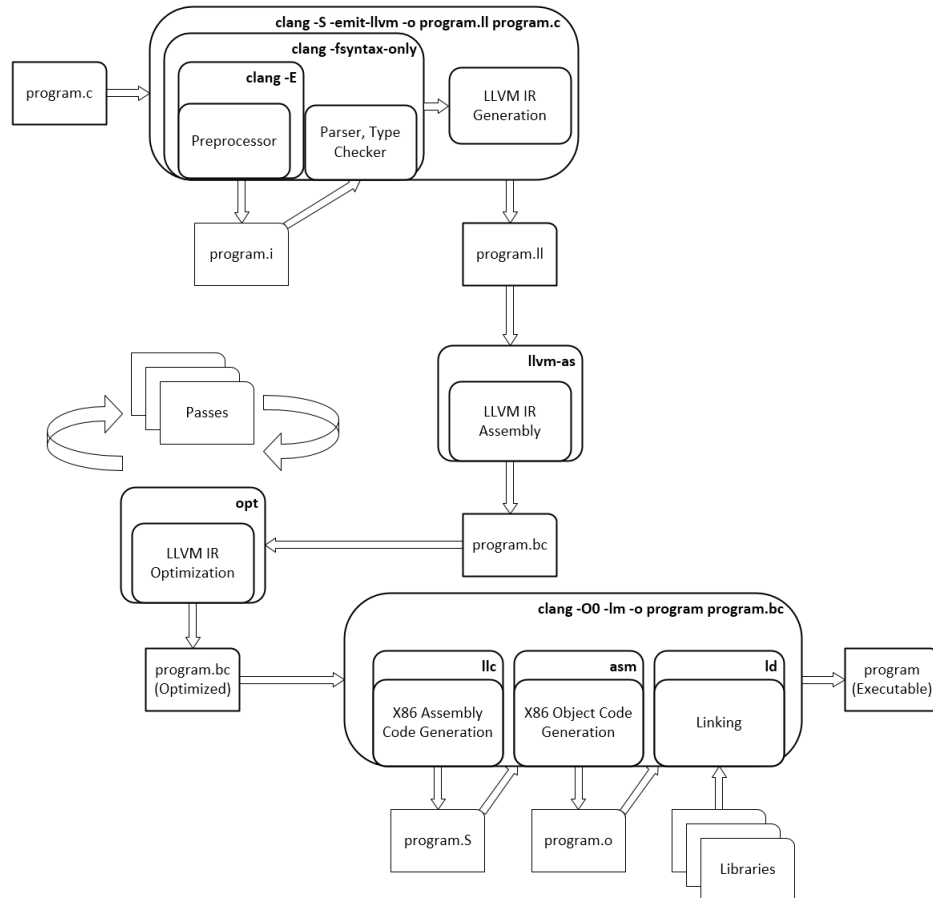 clang -S -emit-llvm -o program.ll program.c
clang -fsyntax-only
clang -E
program.c
LLVM IR
Generation
Preprocessor
Parser, Type
Checker
program.i
program.ll
llvm-as
LLVM IR
Assembly
Passes
opt
LLVM IR
Optimization
program.bc
clang -O0 -lm -o program program.bc
program.bc
(Optimized)
llc
X86 Assembly
Code Generation
asm
X86 Object Code
Generation
ld
Linking
program
(Executable)
program.S
program.o
Libraries